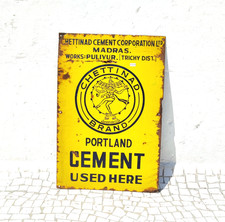 CHETTINAD CEMENT CORPORATION LTD
MADRAS.
WORKS: PULIYUR, TRICHY DIST.
CHETTINAD
BRAND
PORTLAND
CEMENT
USED HERE